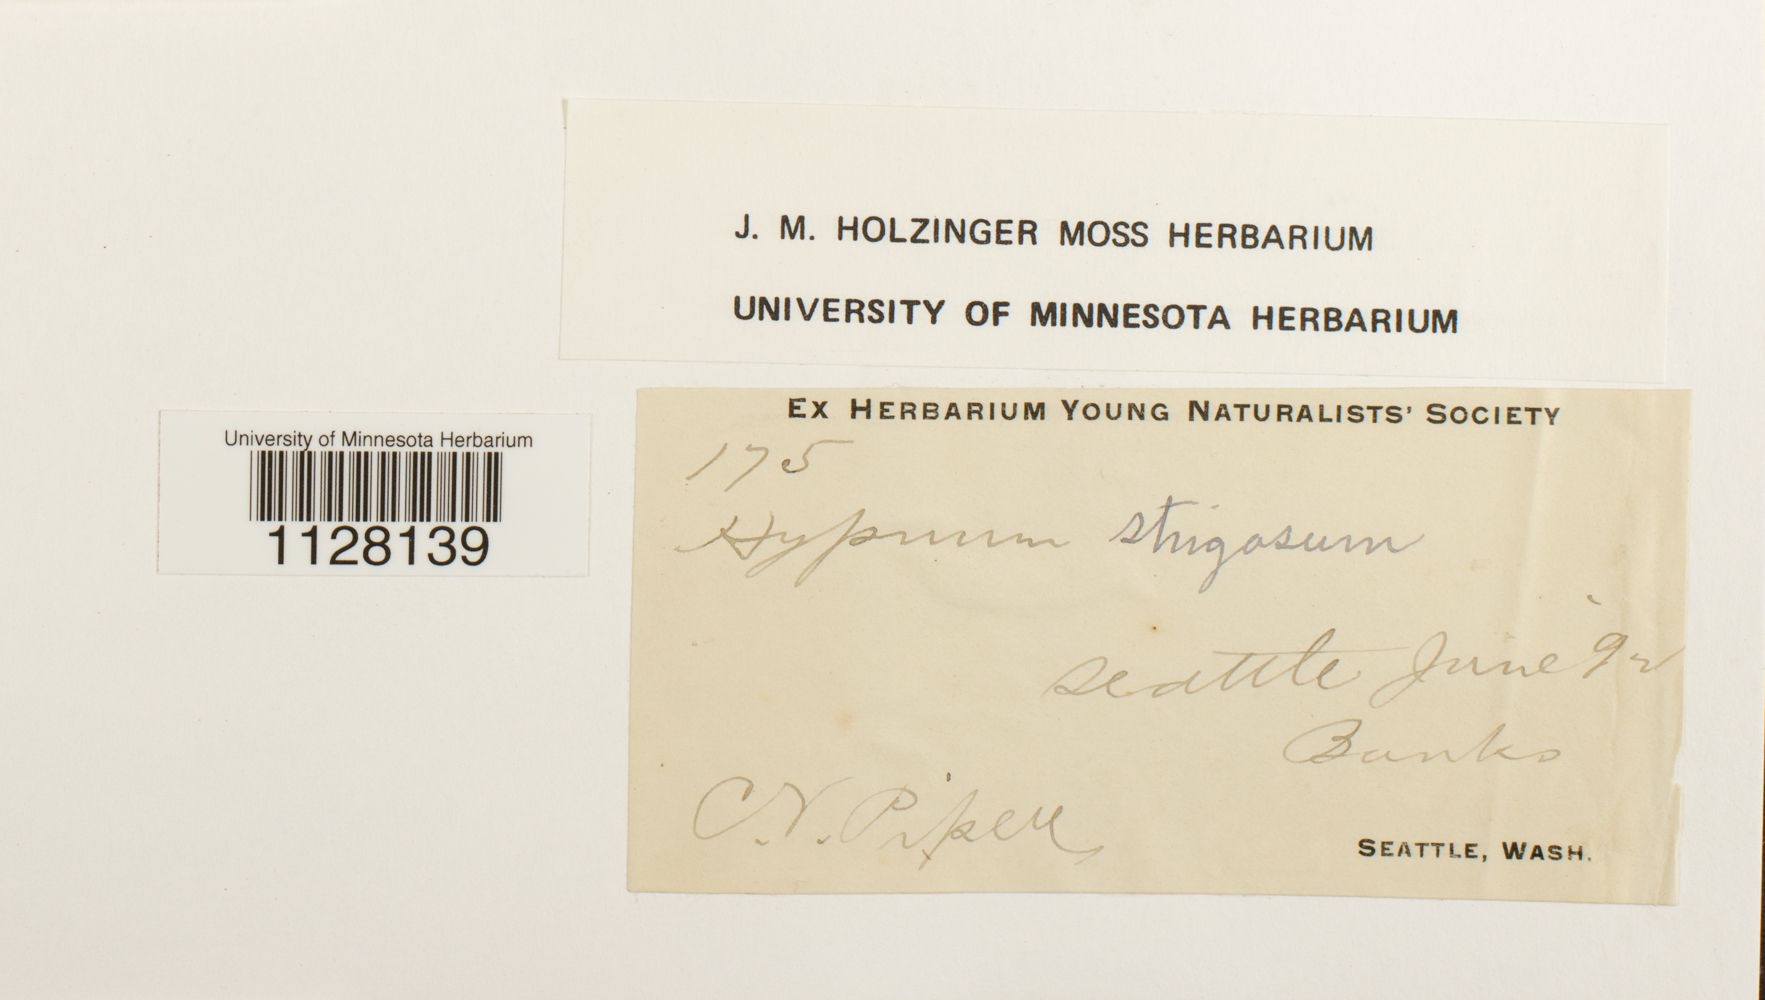 J. M. HOLZINGER MOSS HERBARIUM
UNIVERSITY OF MINNESOTA HERBARIUM
University of Minnesota Herbarium
1128139
EX HERBARIUM YOUNG NATURALISTS' SOCIETY
175
Hypnum strigosum
Seattle June '92
Banks
C.V. Piper
SEATTLE, WASH.